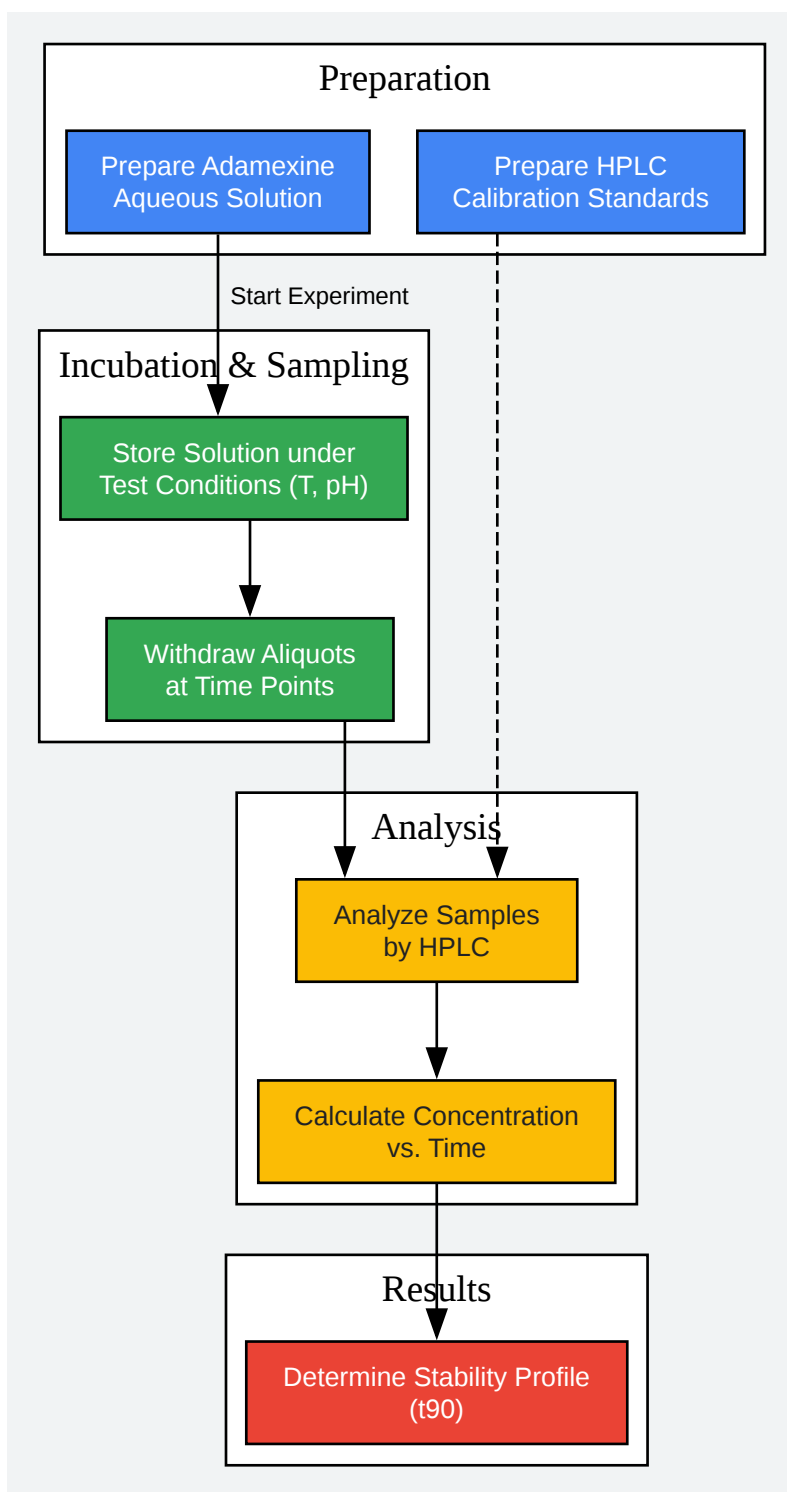 Preparation
Prepare Adamexine
Aqueous Solution
Prepare HPLC
Calibration Standards
Start Experiment
Incubation & Sampling
Store Solution under
Test Conditions (T, pH)
Withdraw Aliquots
at Time Points
Analysis
Analyze Samples
by HPLC
Calculate Concentration
vs. Time
Results
Determine Stability Profile
(t90)